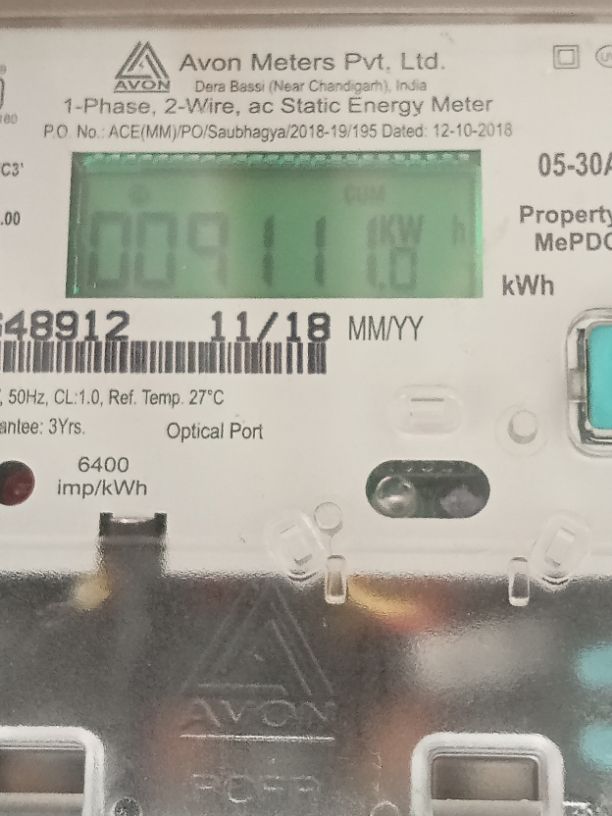 AVON
Avon Meters Pvt. Ltd.
Dera Bassi (Near Chandigarh), India
1-Phase, 2-Wire, ac Static Energy Meter
P.O. No.: ACE(MM)/PO/Saubhagya/2018-19/195 Dated: 12-10-2018
C3'
.00
05-30A
CUM
KW h
Property
MePDC
kWh
48912 11/18 MM/YY
, 50Hz, CL:1.0, Ref. Temp. 27°C
antee: 3Yrs.
Optical Port
6400
imp/kWh
AVON